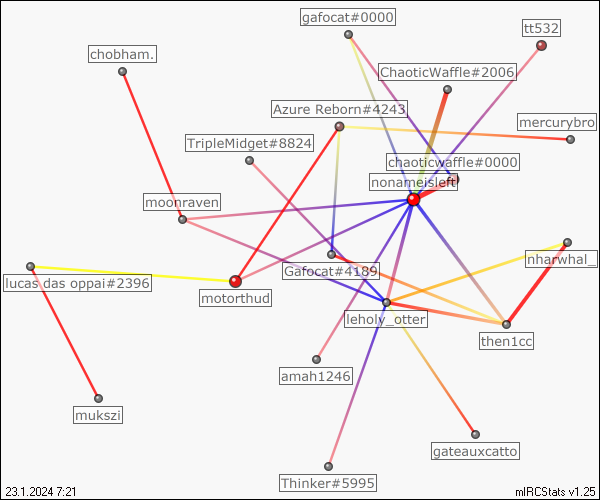 gafocat#0000
tt532
chobham.
ChaoticWaffle#2006
Azure Reborn#4243
mercurybro
TripleMidget#8824
chaoticwaffle#0000
nonameisleft
moonraven
nharwhal_
Gafocat#4189
lucas das oppai#2396
motorthud
leholy_otter
then1cc
amah1246
mukszi
gateauxcatto
Thinker#5995
23.1.2024 7:21
mIRCStats v1.25